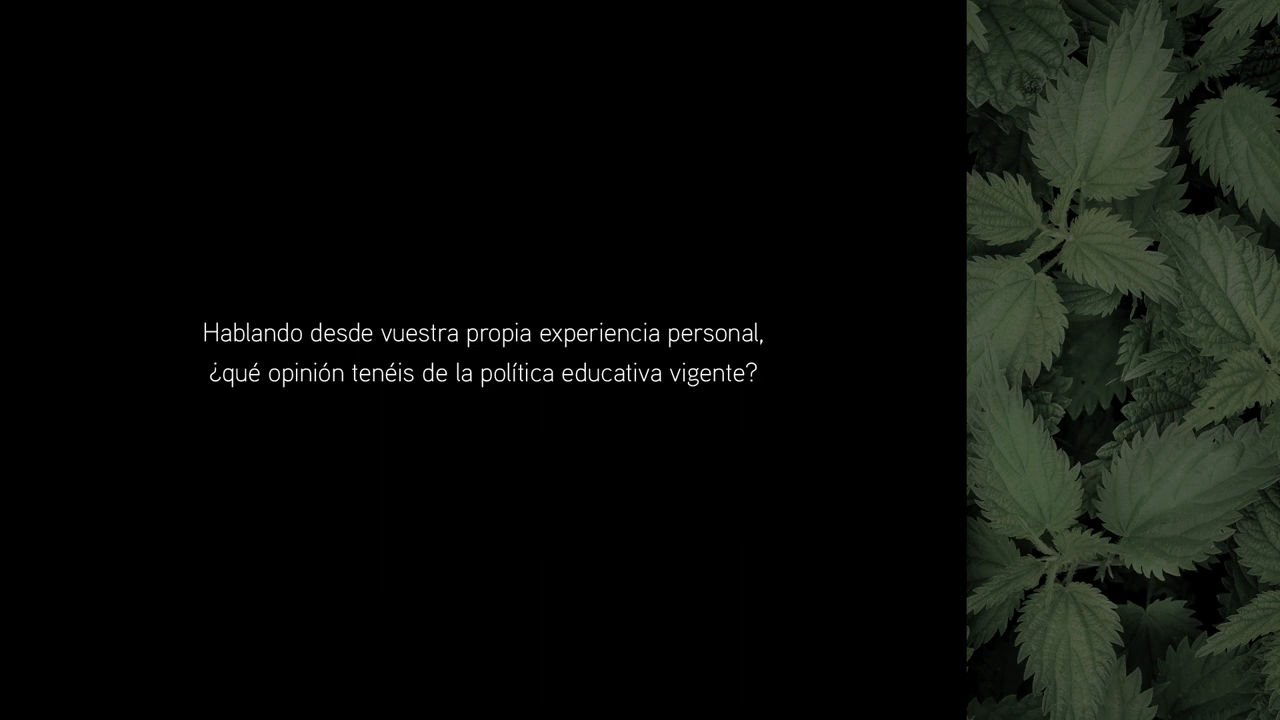 Hablando desde vuestra propia experiencia personal,
¿qué opinión tenéis de la política educativa vigente?